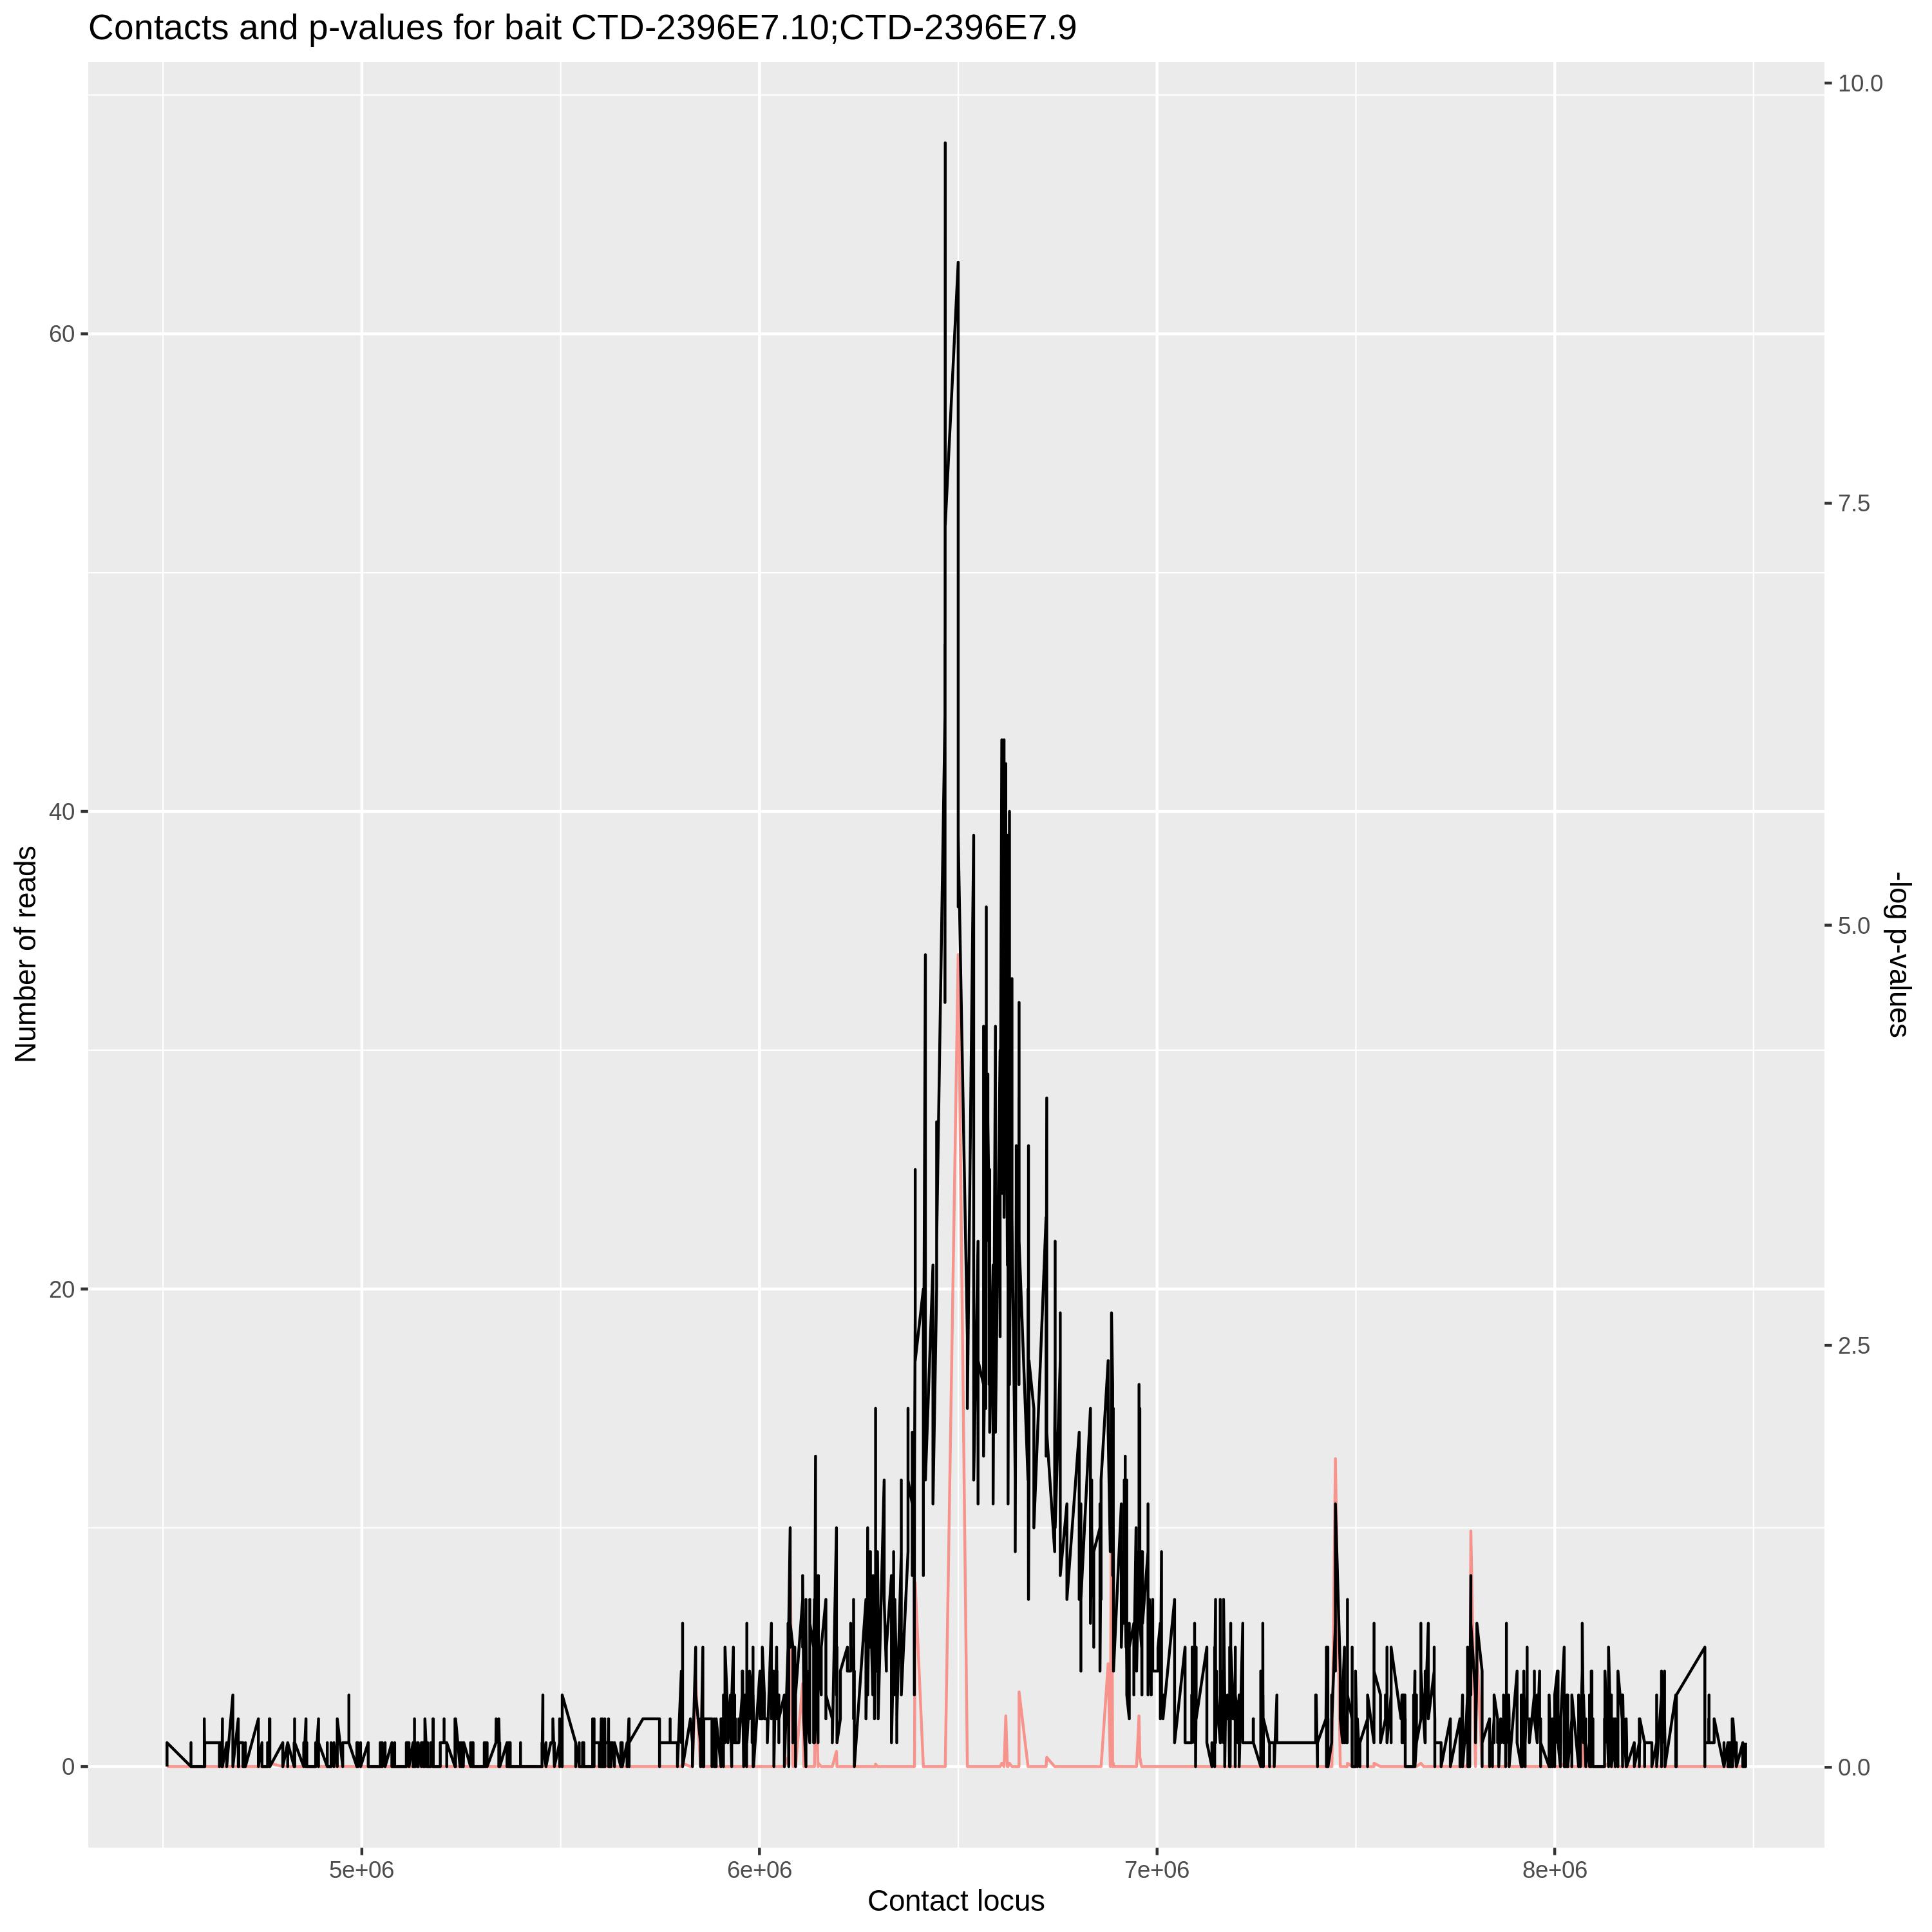 Contacts and p-values for bait CTD-2396E7.10;CTD-2396E7.9
10.0
7.5
60
5.0
40
2.5
20
0.0
0
Number of reads
-log p-values
5e+06
6e+06
7e+06
8e+06
Contact locus